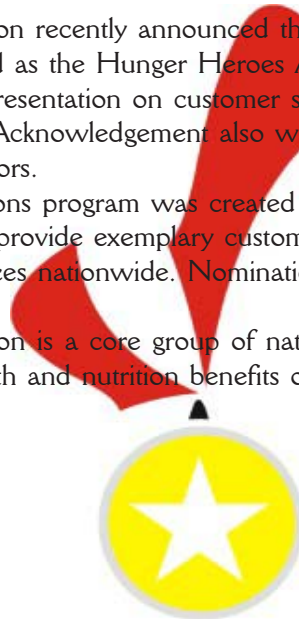 on recently announced th
d as the Hunger Heroes A
resentation on customer s
Acknowledgement also w
ors.
ons program was created
provide exemplary custom
ces nationwide. Nominatio
on is a core group of nat
th and nutrition benefits c